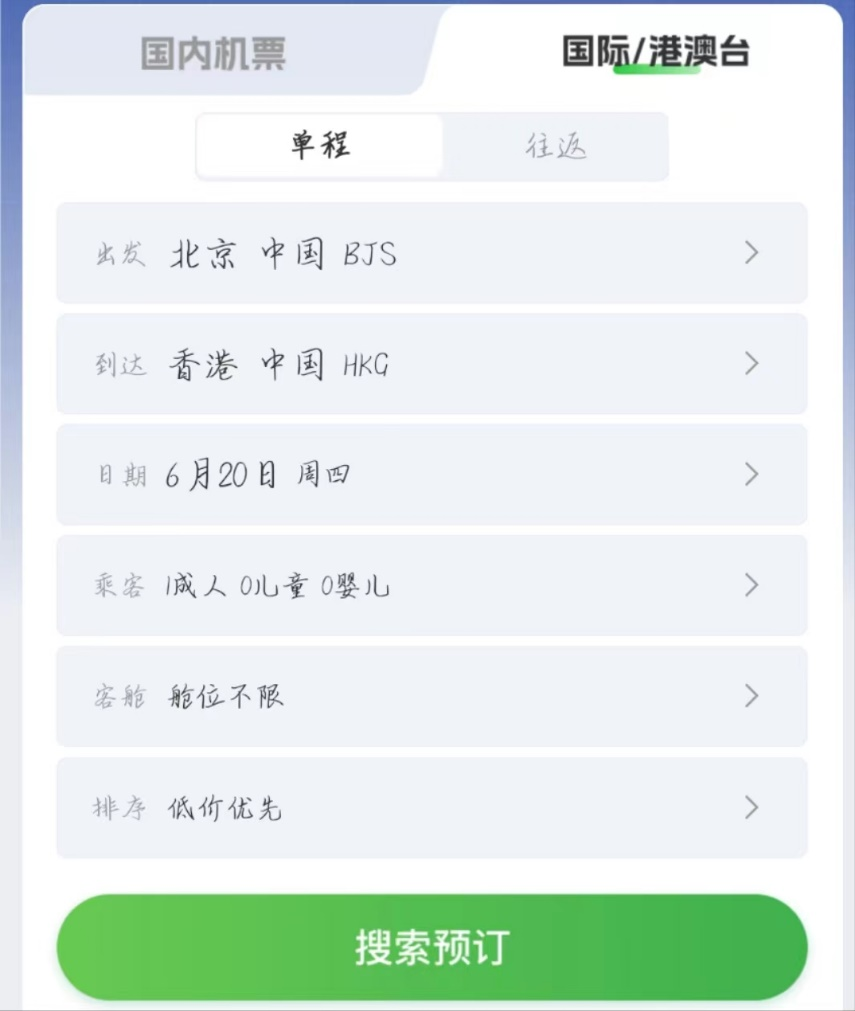 国内机票 国际/港澳台
单程 往返
出发 北京 中国 BJS
到达 香港 中国 HKG
日期 6月20日 周四
乘客 1成人 0儿童 0婴儿
客舱 舱位不限
排序 低价优先
搜索预订